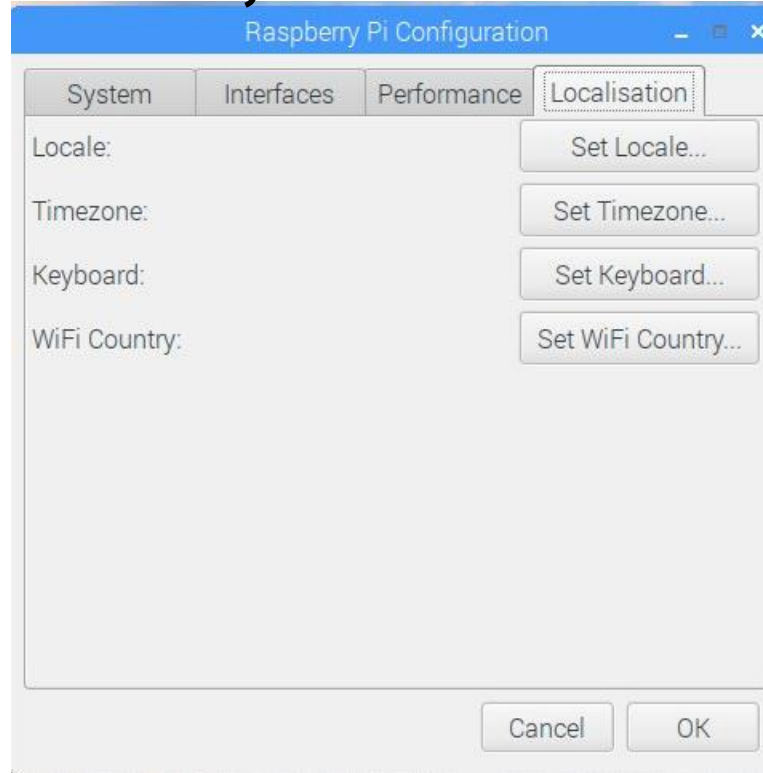 Raspberry Pi Configuration
System Interfaces Performance Localisation
Locale: Set Locale...
Timezone: Set Timezone...
Keyboard: Set Keyboard...
WiFi Country: Set WiFi Country...
Cancel OK